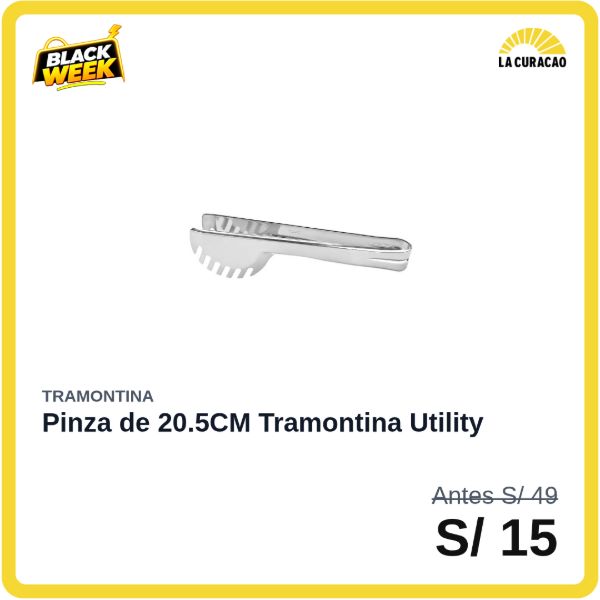 BLACK
WEEK
LA CURACAO
TRAMONTINA
Pinza de 20.5CM Tramontina Utility
Antes S/ 49
S/ 15